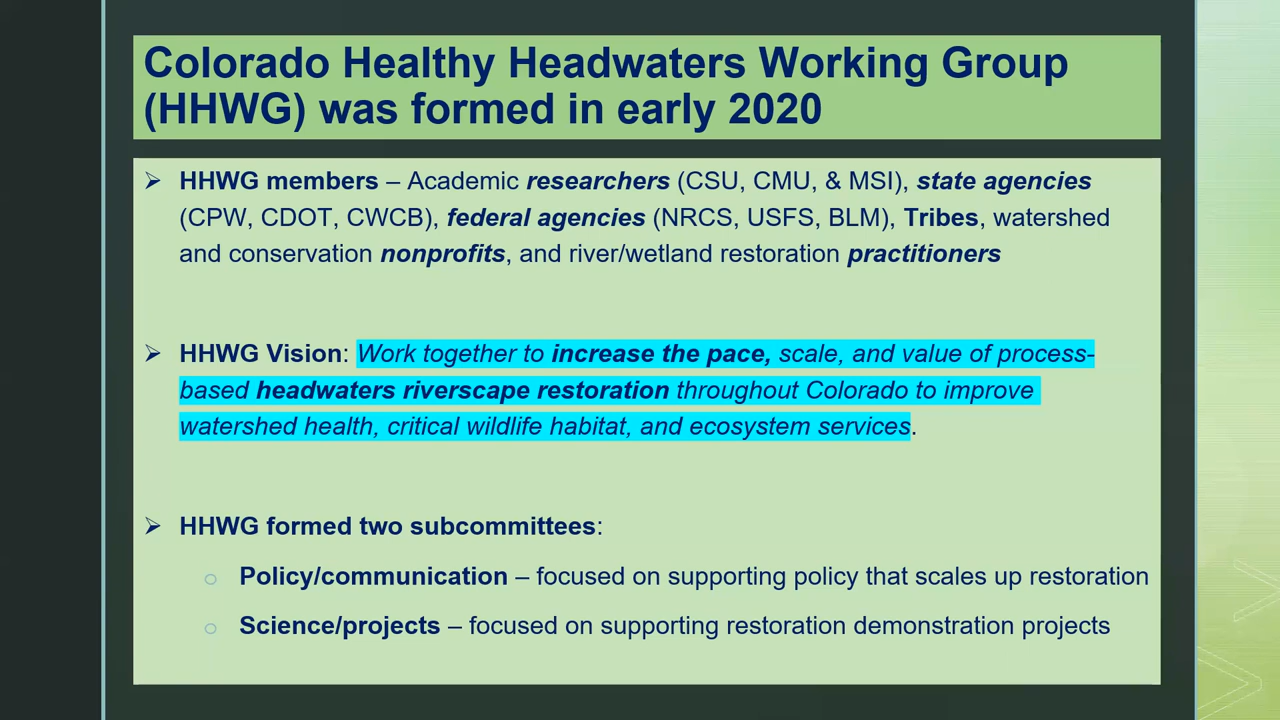 Colorado Healthy Headwaters Working Group
(HHWG) was formed in early 2020
➢ HHWG members – Academic researchers (CSU, CMU, & MSI), state agencies
(CPW, CDOT, CWCB), federal agencies (NRCS, USFS, BLM), Tribes, watershed
and conservation nonprofits, and river/wetland restoration practitioners
➢ HHWG Vision: Work together to increase the pace, scale, and value of process-
based headwaters riverscape restoration throughout Colorado to improve
watershed health, critical wildlife habitat, and ecosystem services.
➢ HHWG formed two subcommittees:
o Policy/communication – focused on supporting policy that scales up restoration
o Science/projects – focused on supporting restoration demonstration projects